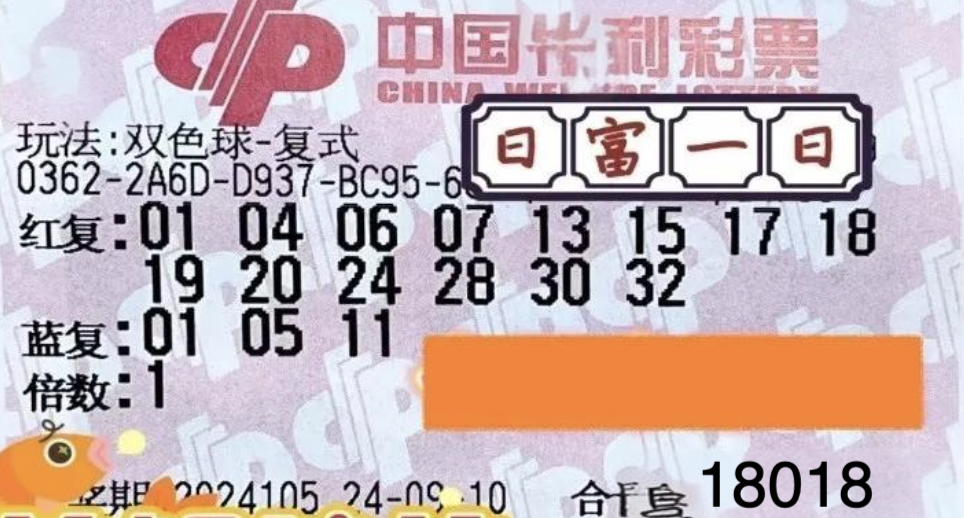 中国福利彩票
CHINA WELFARE LOTTERY
日富一日
玩法:双色球-复式
0362-2A6D-D937-BC95-6
红复:01 04 06 07 13 15 17 18
19 20 24 28 30 32
蓝复:01 05 11
倍数:1
2024105 24-09-10 18018